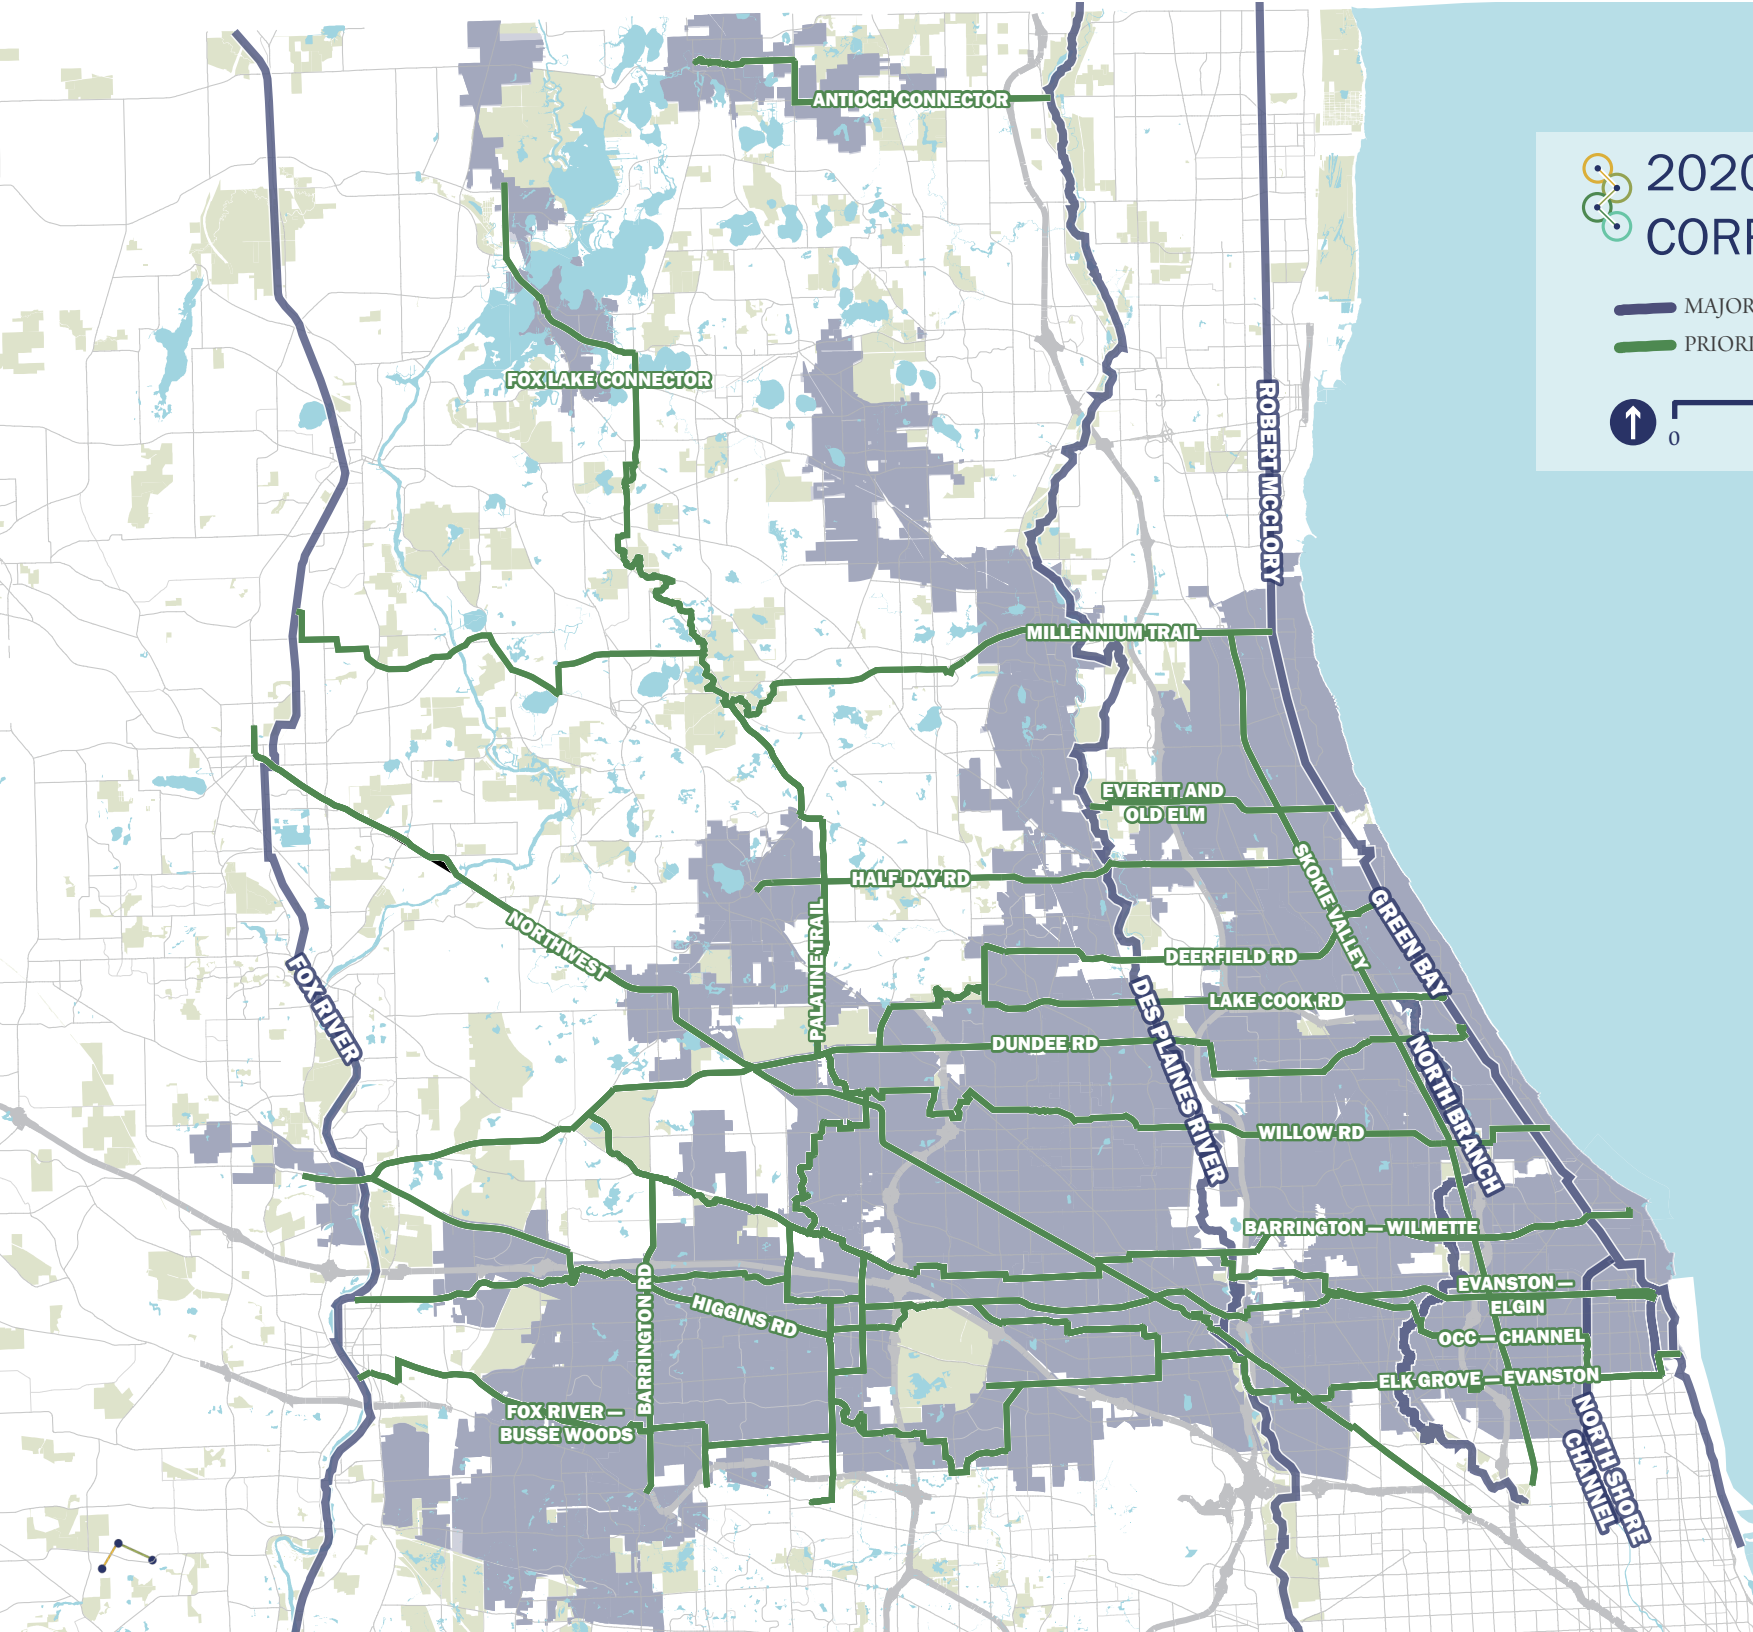 ANTIOCH CONNECTOR
2020
CORR
MAJOR
PRIORI
0
FOX LAKE CONNECTOR
ROBERT MCCLORY
MILLENNIUM TRAIL
EVERETT AND
OLD ELM
HALF DAY RD
SKOKIE VALLEY
GREEN BAY
NORTHWEST
PALATINE TRAIL
FOX RIVER
DEERFIELD RD
LAKE COOK RD
DES PLAINES RIVER
DUNDEE RD
NORTH BRANCH
WILLOW RD
BARRINGTON — WILMETTE
BARRINGTON RD
HIGGINS RD
EVANSTON —
ELGIN
OCC — CHANNEL
ELK GROVE — EVANSTON
FOX RIVER —
BUSSE WOODS
NORTH SHORE
CHANNEL